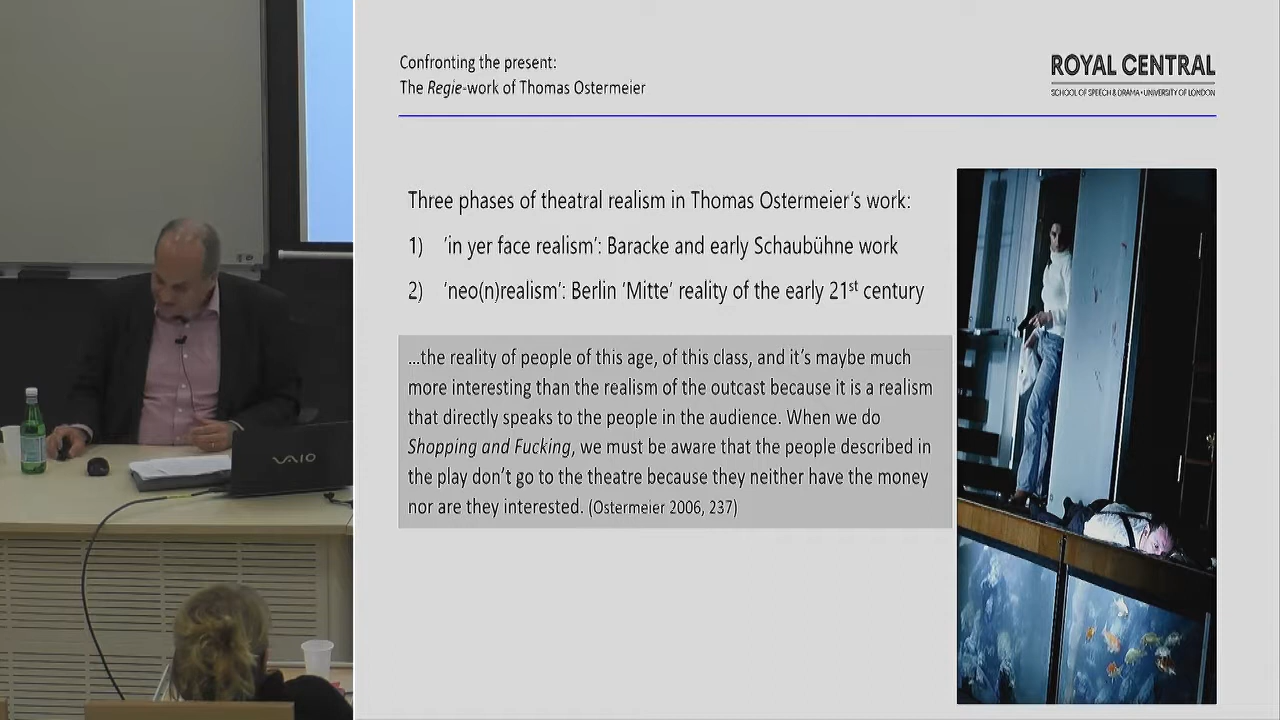 Confronting the present:
The Regie-work of Thomas Ostermeier
ROYAL CENTRAL
SCHOOL OF SPEECH & DRAMA • UNIVERSITY OF LONDON
Three phases of theatral realism in Thomas Ostermeier's work:
1) 'in yer face realism': Baracke and early Schaubühne work
2) 'neo(n)realism': Berlin 'Mitte' reality of the early 21st century
...the reality of people of this age, of this class, and it's maybe much
more interesting than the realism of the outcast because it is a realism
that directly speaks to the people in the audience. When we do
Shopping and Fucking, we must be aware that the people described in
the play don't go to the theatre because they neither have the money
nor are they interested. (Ostermeier 2006, 237)
VAIO